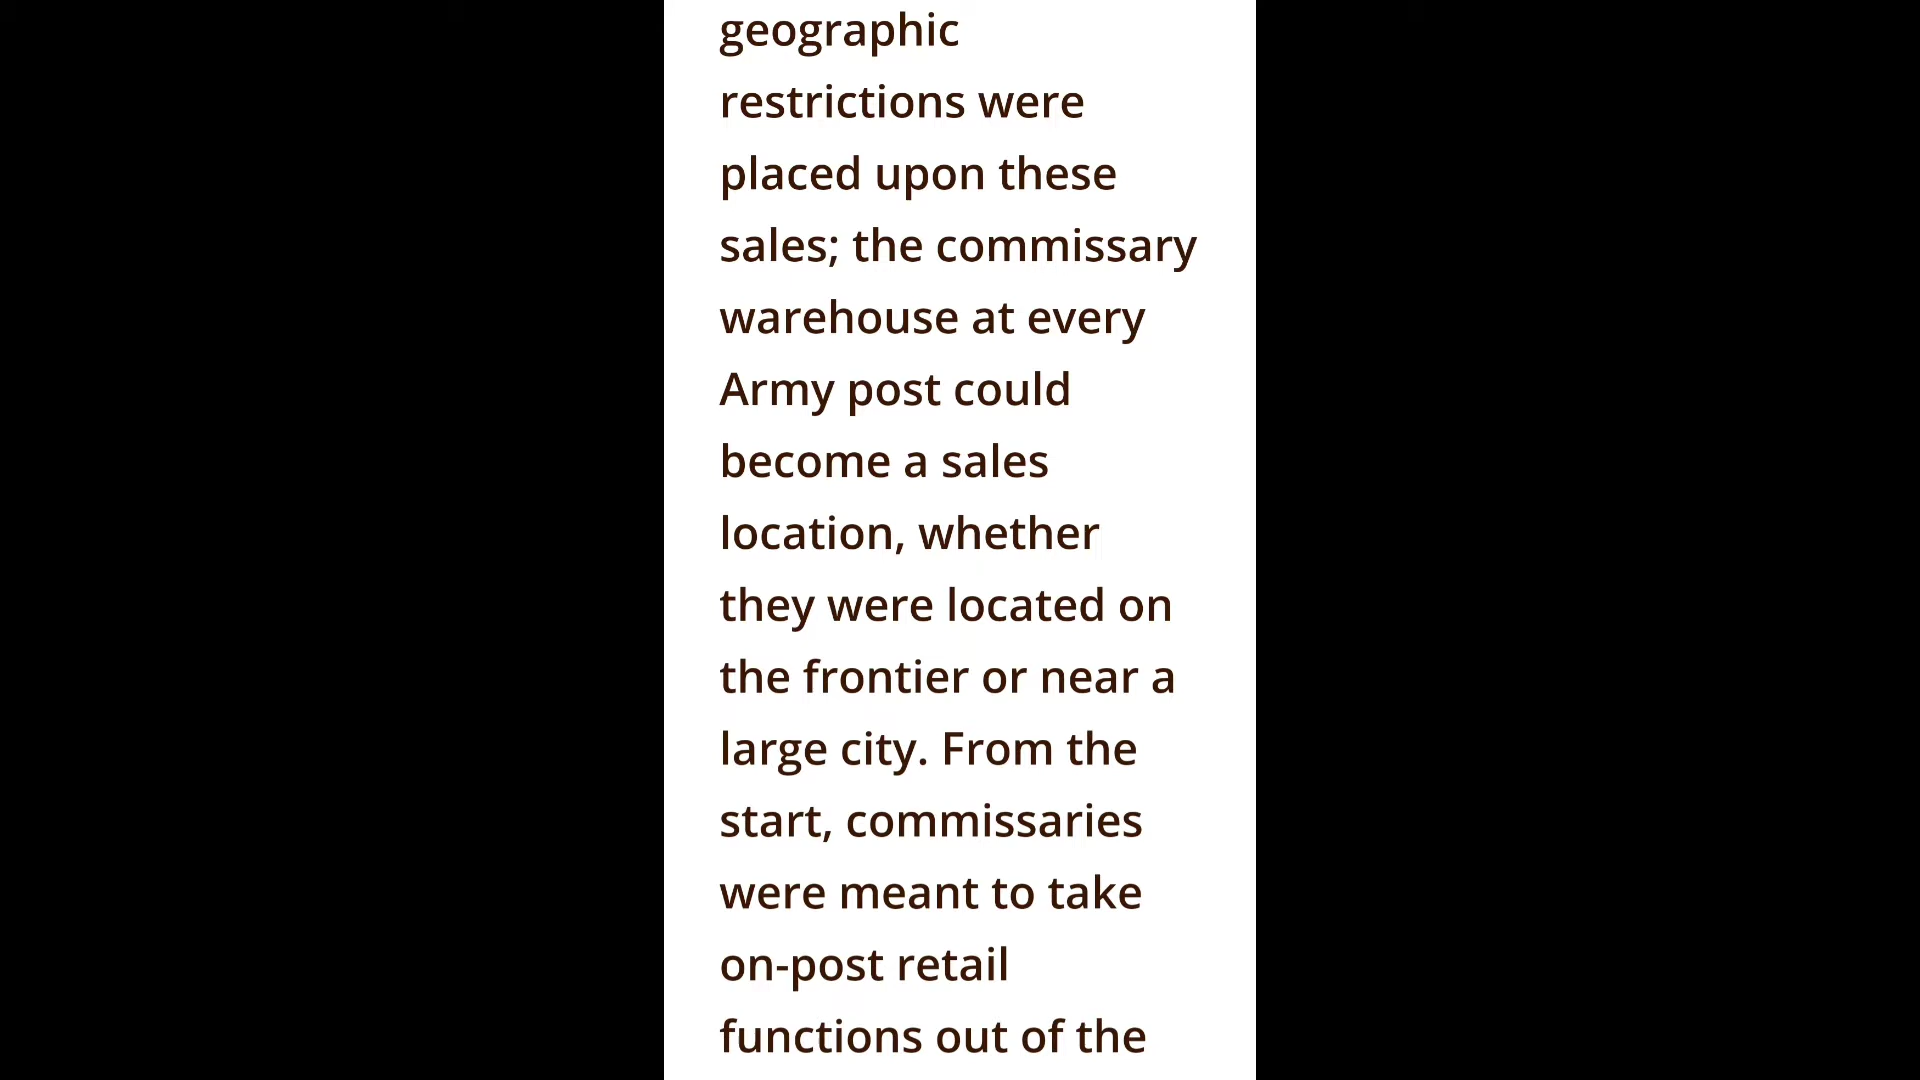 geographic
restrictions were
placed upon these
sales; the commissary
warehouse at every
Army post could
become a sales
location, whether
they were located on
the frontier or near a
large city. From the
start, commissaries
were meant to take
on-post retail
functions out of the